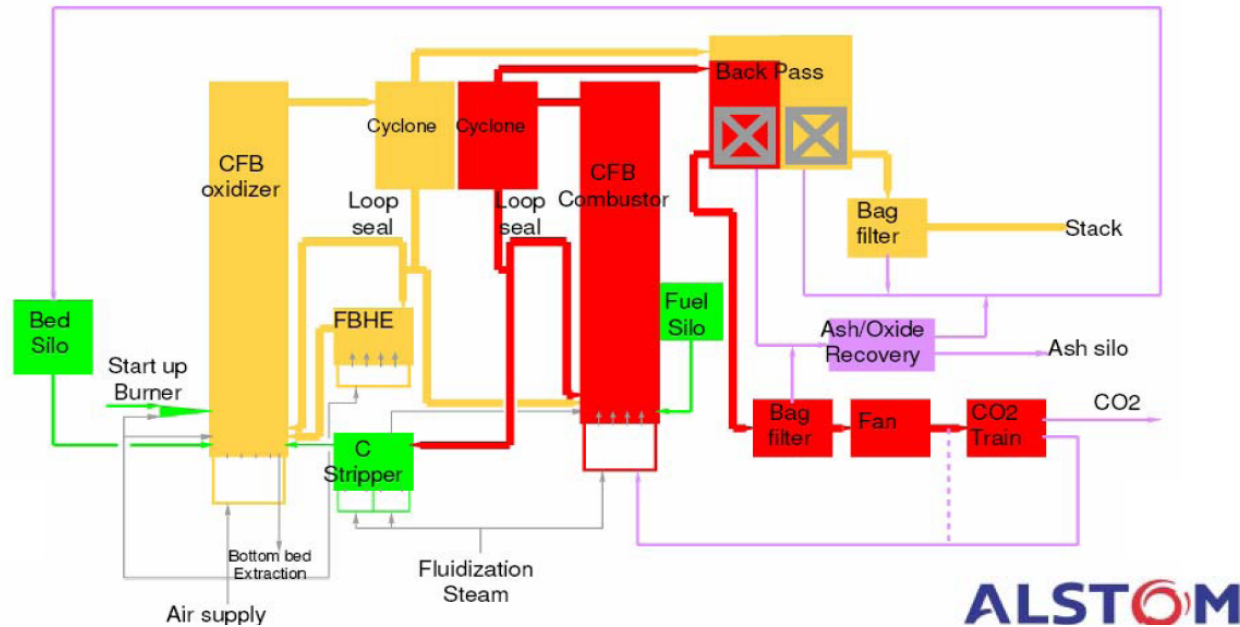 Back Pass
Cyclone
Cyclone
CFB
oxidizer
CFB
Combustor
Loop
seal
Loop
seal
Bag
filter
Stack
Bed
Silo
FBHE
Fuel
Silo
Ash/Oxide
Recovery
Ash silo
Start up
Burner
C
Stripper
Bag
filter
Fan
CO2
Train
CO2
Bottom bed
Extraction
Fluidization
Steam
Air supply
ALSTOM